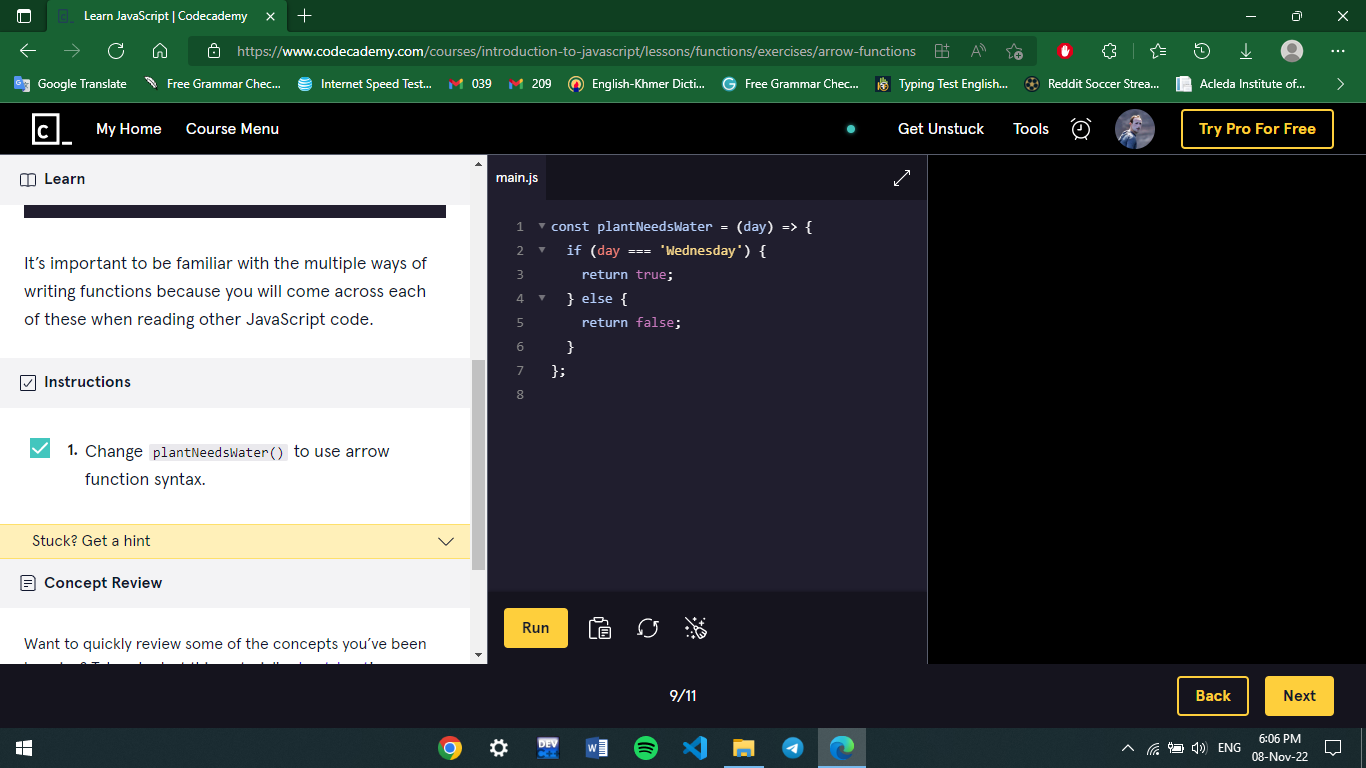 Learn JavaScript | Codecademy
https://www.codecademy.com/courses/introduction-to-javascript/lessons/functions/exercises/arrow-functions
Google Translate Free Grammar Chec... Internet Speed Test... 039 209 English-Khmer Dicti... Free Grammar Chec... Typing Test English... Reddit Soccer Strea... Acleda Institute of...
c_ My Home Course Menu Get Unstuck Tools Try Pro For Free
Learn
It's important to be familiar with the multiple ways of
writing functions because you will come across each
of these when reading other JavaScript code.
Instructions
1. Change plantNeedsWater() to use arrow
function syntax.
Stuck? Get a hint
Concept Review
Want to quickly review some of the concepts you've been
main.js
1 const plantNeedsWater = (day) => {
2 if (day === 'Wednesday') {
3 return true;
4 } else {
5 return false;
6 }
7 };
8
Run
9/11
Back Next
DEV W ENG 6:06 PM
08-Nov-22